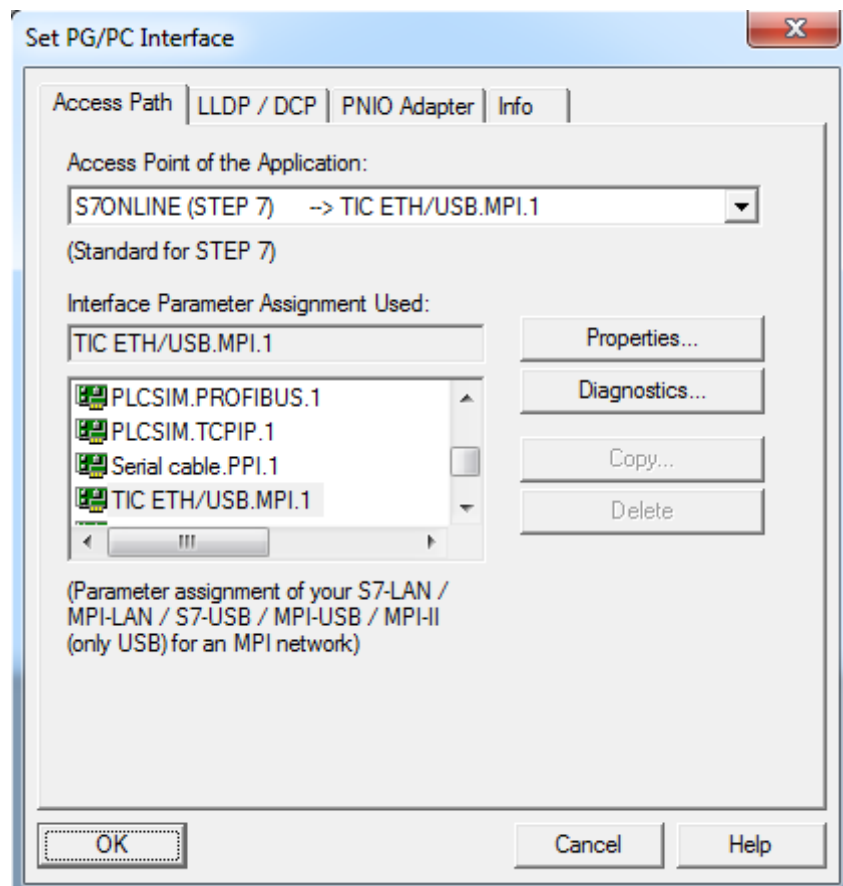 Set PG/PC Interface
Access Path
LLDP / DCP
PNIO Adapter
Info
Access Point of the Application:
S7ONLINE (STEP 7) --> TIC ETH/USB.MPI.1
(Standard for STEP 7)
Interface Parameter Assignment Used:
TIC ETH/USB.MPI.1
Properties...
PLCSIM.PROFIBUS.1
Diagnostics...
PLCSIM.TCPIP.1
Serial cable.PPI.1
Copy...
TIC ETH/USB.MPI.1
Delete
(Parameter assignment of your S7-LAN /
MPI-LAN / S7-USB / MPI-USB / MPI-II
(only USB) for an MPI network)
OK
Cancel
Help